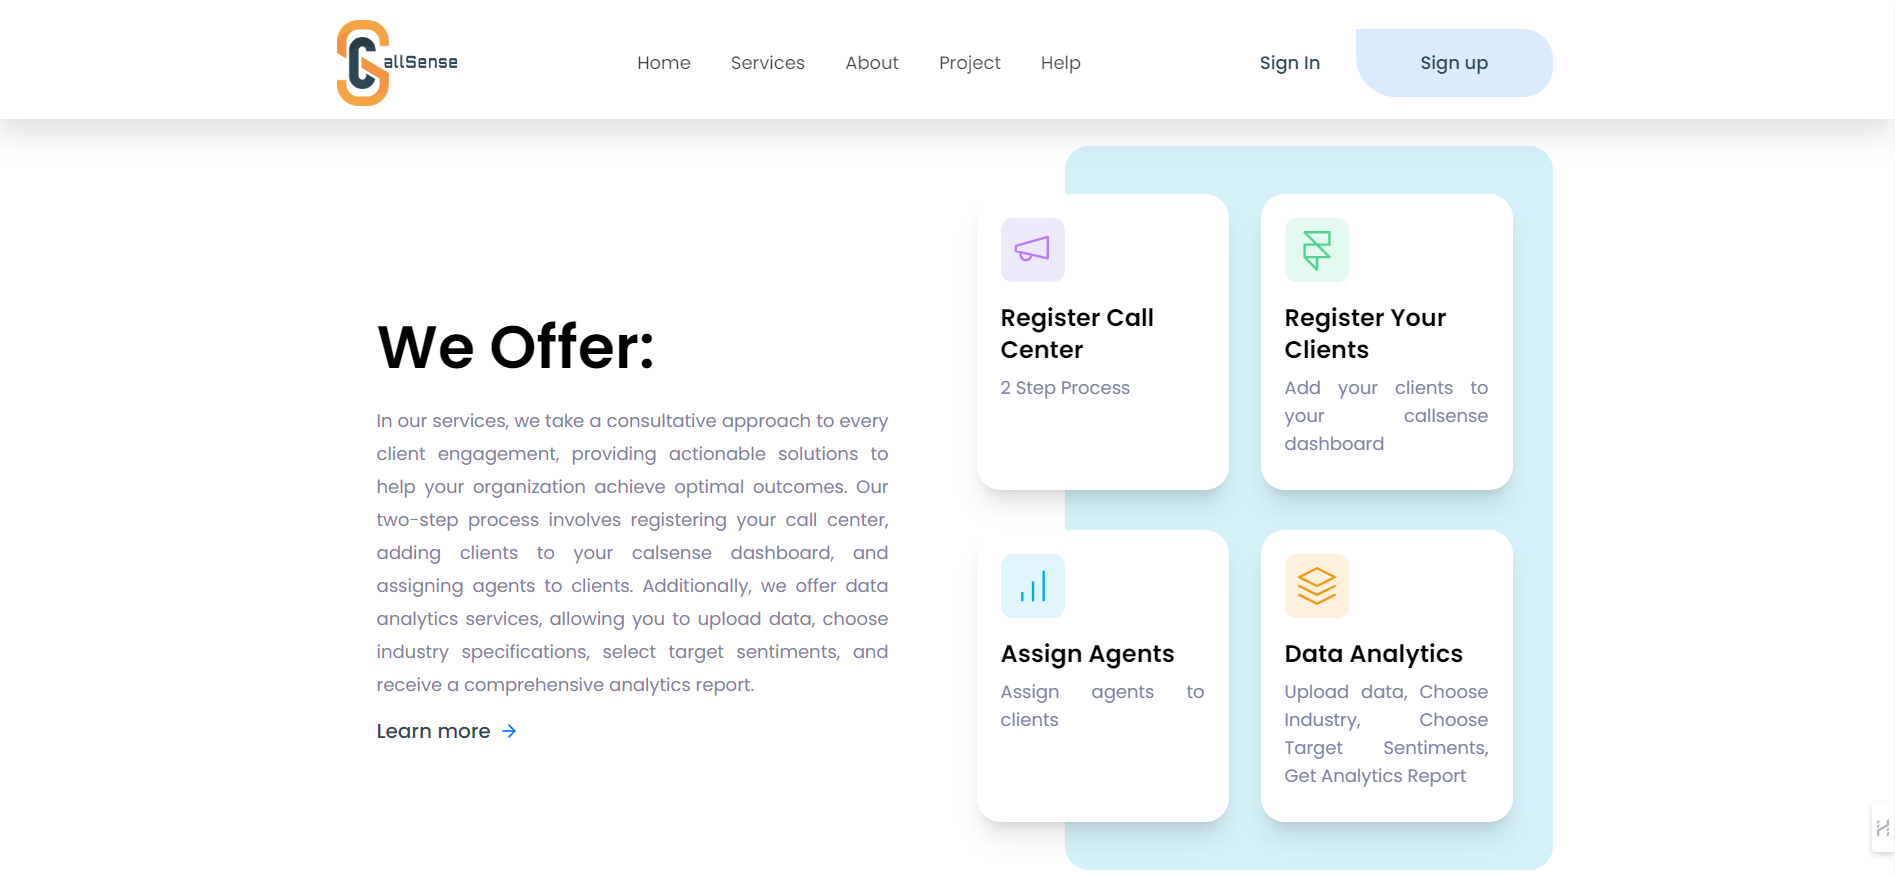 CallSense
Home Services About Project Help Sign In Sign up
We Offer:
In our services, we take a consultative approach to every
client engagement, providing actionable solutions to
help your organization achieve optimal outcomes. Our
two-step process involves registering your call center,
adding clients to your calsense dashboard, and
assigning agents to clients. Additionally, we offer data
analytics services, allowing you to upload data, choose
industry specifications, select target sentiments, and
receive a comprehensive analytics report.
Learn more
Register Call
Center
2 Step Process
Register Your
Clients
Add your clients to
your callsense
dashboard
Assign Agents
Assign agents to
clients
Data Analytics
Upload data, Choose
Industry, Choose
Target Sentiments,
Get Analytics Report